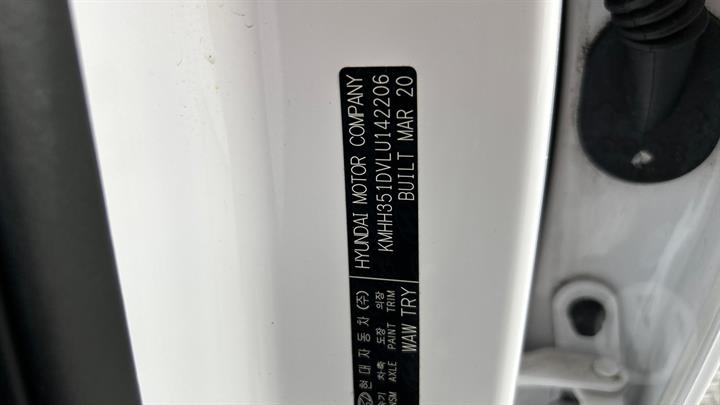 현대자동차(주) HYUNDAI MOTOR COMPANY
차축 도장 의장 KMHH351DVLU142206
AXLE PAINT TRIM BUILT MAR 20
WAW TRY